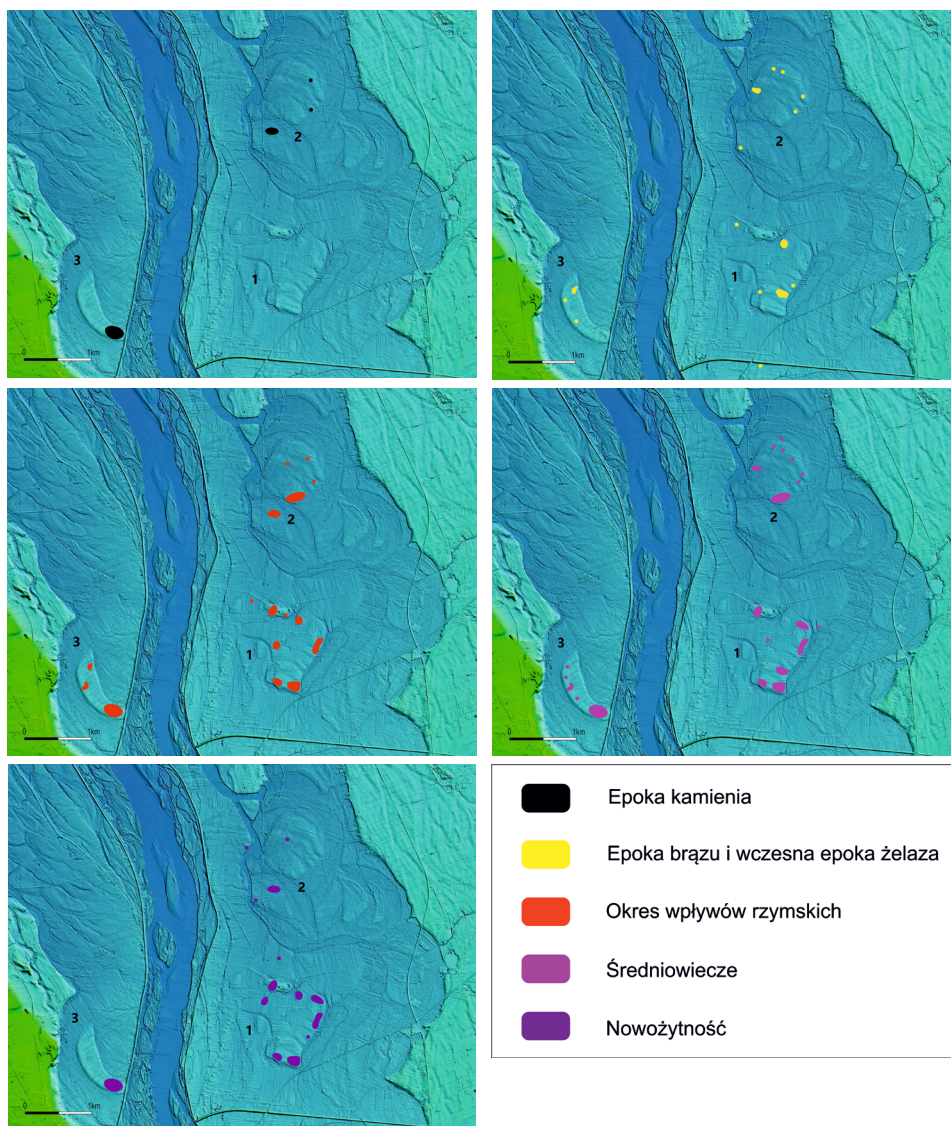 2
1
3
0
1km
2
1
3
0
1km
2
1
3
0
1km
2
1
3
0
1km
2
1
3
0
1km
Epoka kamienia
Epoka brązu i wczesna epoka żelaza
Okres wpływów rzymskich
Średniowiecze
Nowożytność